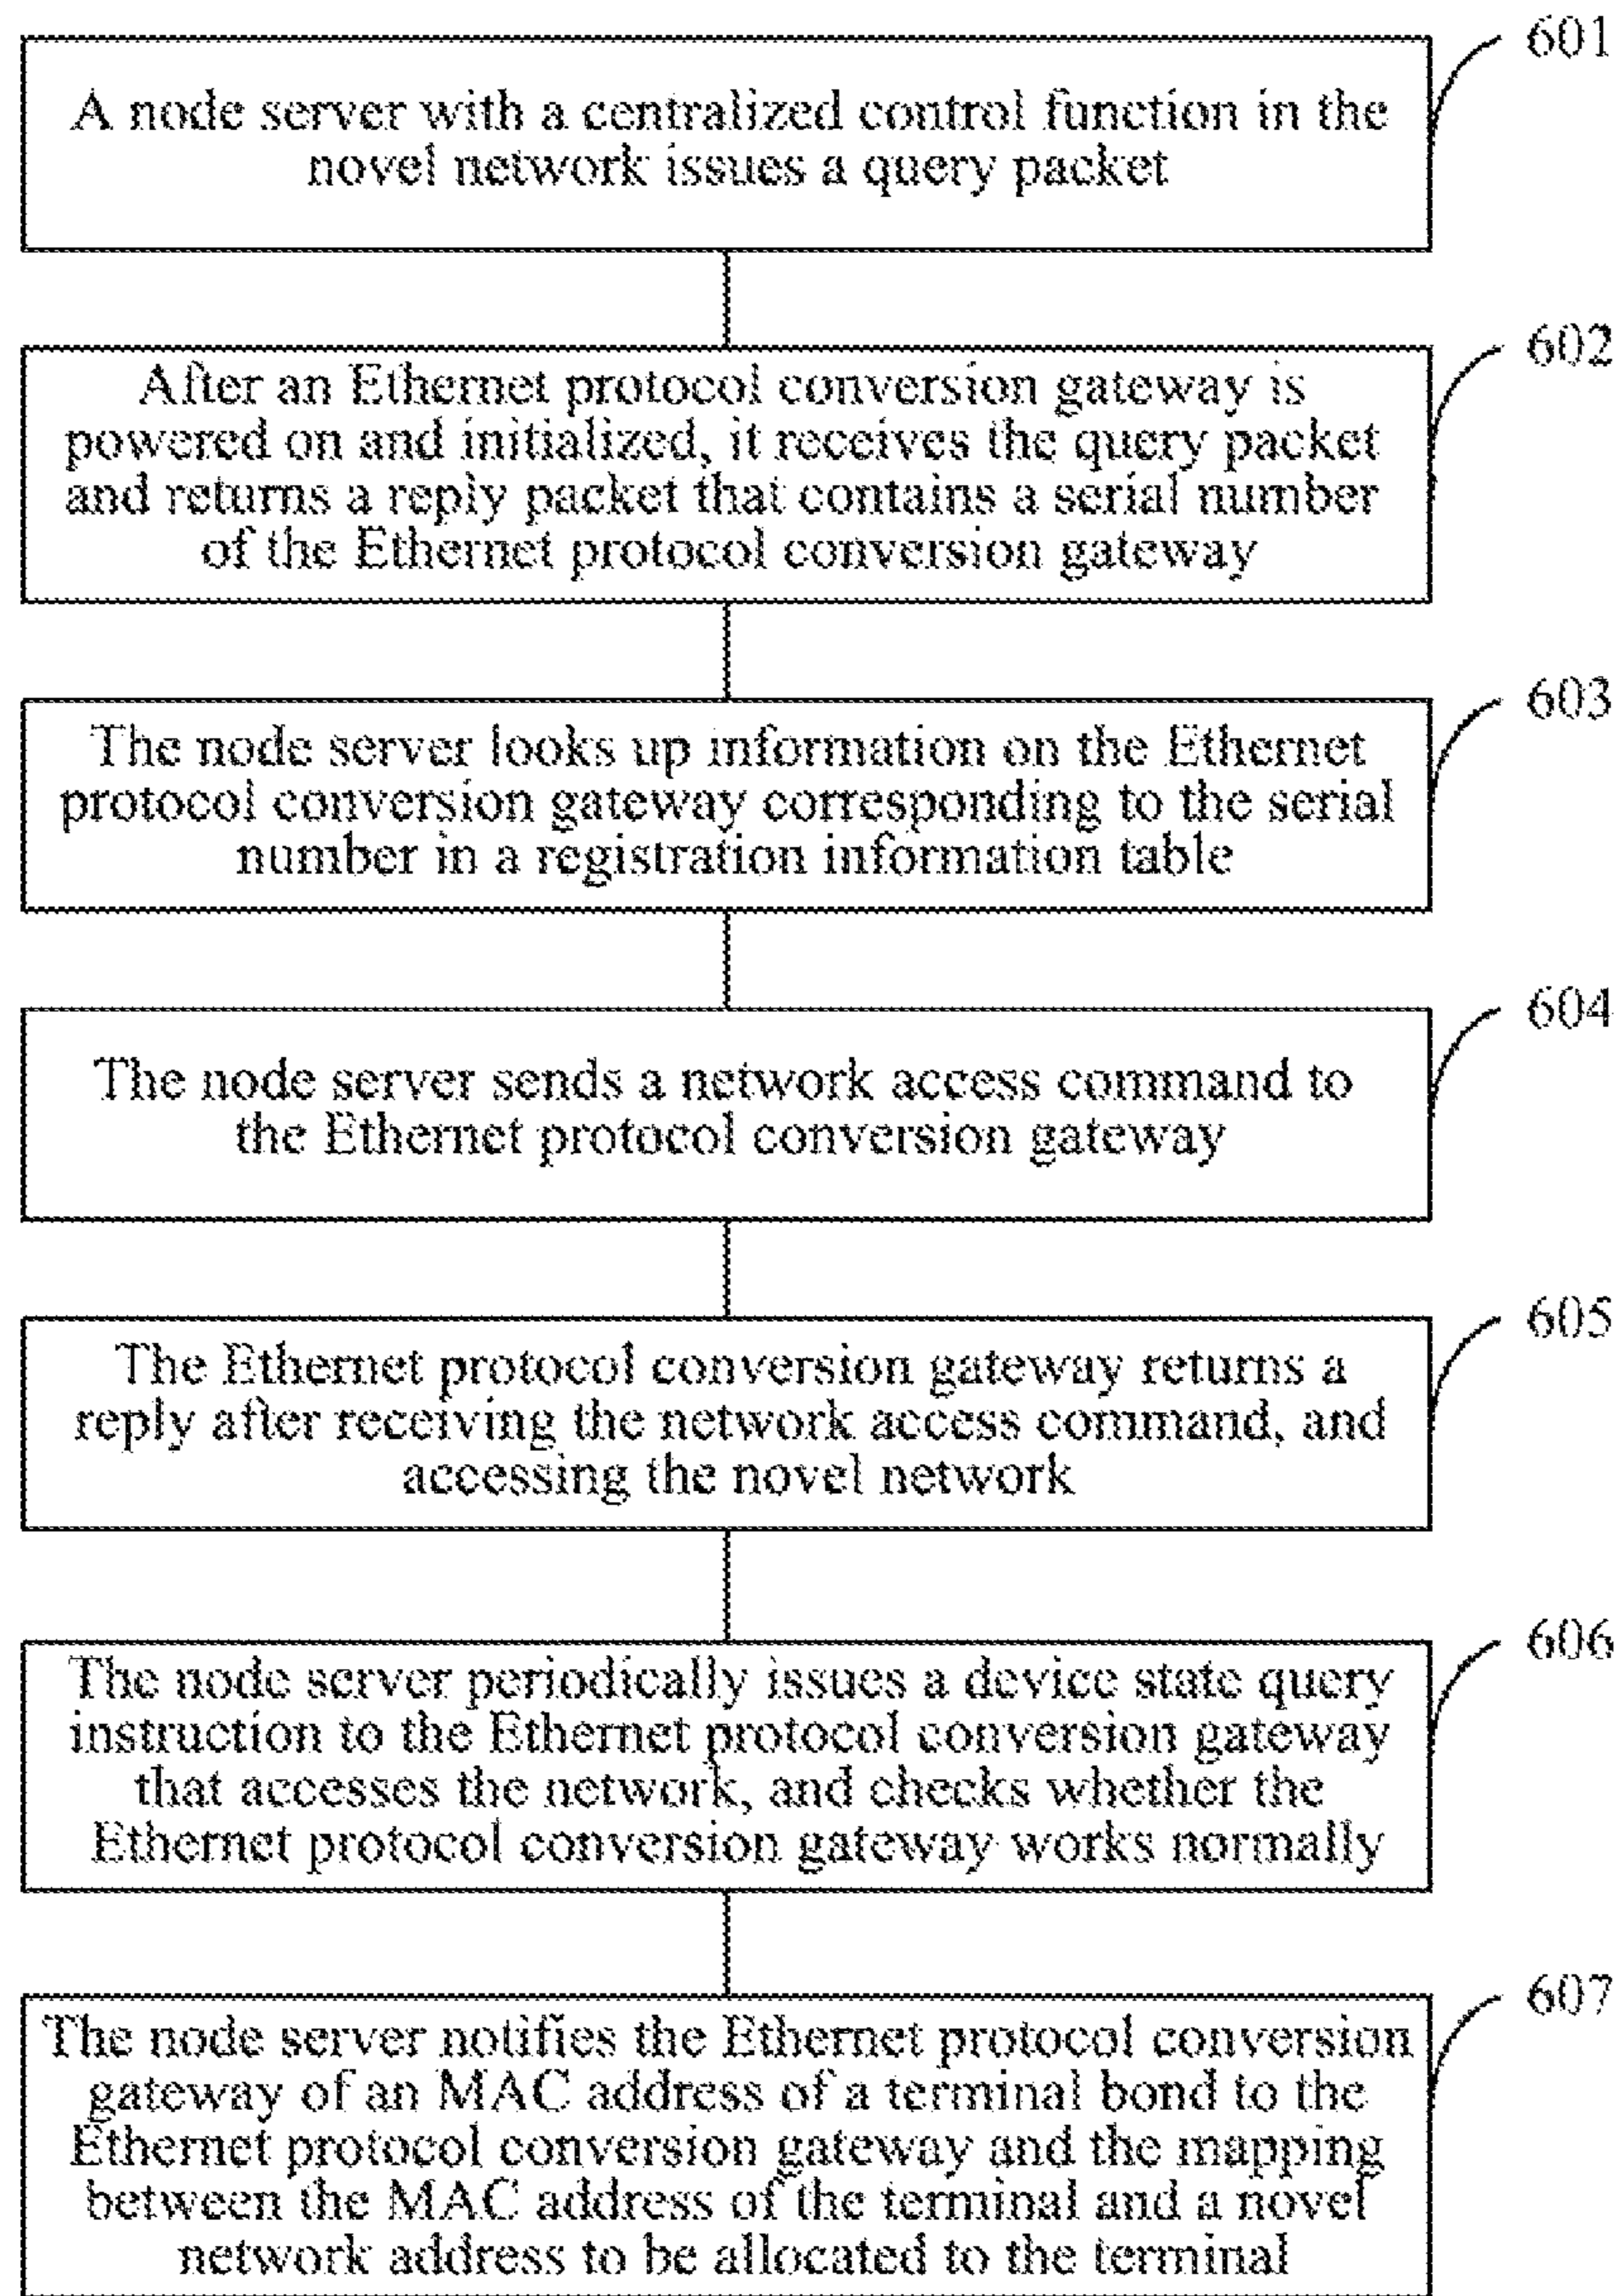 601
A node server with a centralized control function in the
novel network issues a query packet
602
After an Ethernet protocol conversion gateway is
powered on and initialized, it receives the query packet
and returns a reply packet that contains a serial number
of the Ethernet protocol conversion gateway
603
The node server looks up information on the Ethernet
protocol conversion gateway corresponding to the serial
number in a registration information table
604
The node server sends a network access command to
the Ethernet protocol conversion gateway
605
The Ethernet protocol conversion gateway returns a
reply after receiving the network access command, and
accessing the novel network
606
The node server periodically issues a device state query
instruction to the Ethernet protocol conversion gateway
that accesses the network, and checks whether the
Ethernet protocol conversion gateway works normally
607
The node server notifies the Ethernet protocol conversion
gateway of an MAC address of a terminal bond to the
Ethernet protocol conversion gateway and the mapping
between the MAC address of the terminal and a novel
network address to be allocated to the terminal